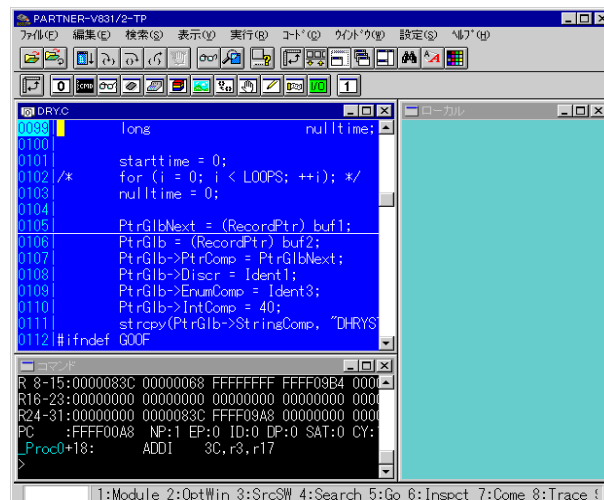 PARTNER-V831/2-TP
ファイル(F) 編集(E) 検索(S) 表示(V) 実行(R) コード(C) ウインドウ(W) 設定(S) ヘルプ(H)
0 CMD I/O 1
DRY.C
ローカル
0099| long nulltime;
0100|
0101| starttime = 0;
0102|/* for (i = 0; i < LOOPS; ++i); */
0103| nulltime = 0;
0104|
0105| PtrGlbNext = (RecordPtr) buf1;
0106| PtrGlb = (RecordPtr) buf2;
0107| PtrGlb->PtrComp = PtrGlbNext;
0108| PtrGlb->Discr = Ident1;
0109| PtrGlb->EnumComp = Ident3;
0110| PtrGlb->IntComp = 40;
0111| strcpy(PtrGlb->StringComp, "DHRYS
0112|#ifndef GOOF
コマンド
R 8-15:0000083C 00000068 FFFFFFFF FFFF09B4 0000
R16-23:00000000 00000000 00000000 00000000 0000
R24-31:00000000 0000083C FFFF09A8 00000000 0000
PC :FFFF00A8 NP:1 EP:0 ID:0 DP:0 SAT:0 CY:
_Proc0+18: ADDI 3C,r3,r17
>
1:Module 2:OptWin 3:SrcSW 4:Search 5:Go 6:Inspct 7:Come 8:Trace